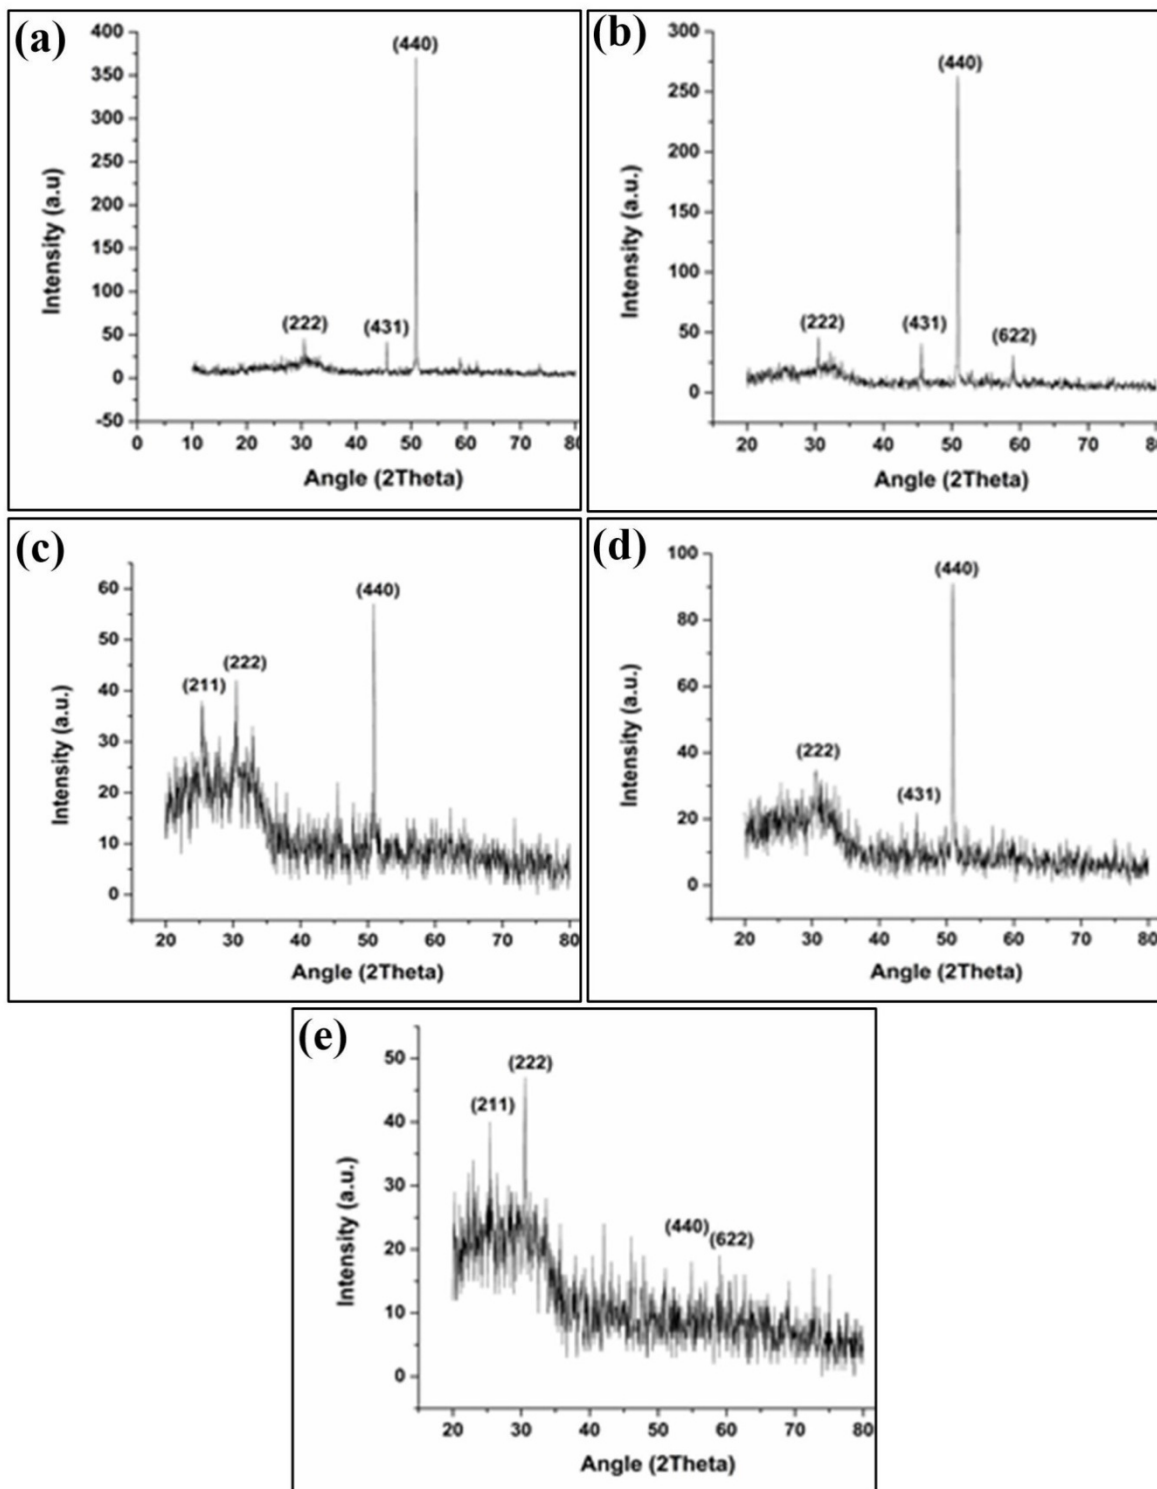 (a)
400
350
300
250
200
150
100
50
0
-50
Intensity (a.u)
(440)
(222)
(431)
0 10 20 30 40 50 60 70 80
Angle (2Theta)
(b)
300
250
200
150
100
50
0
Intensity (a.u.)
(440)
(222)
(431)
(622)
20 30 40 50 60 70 8
Angle (2Theta)
(c)
60
50
40
30
20
10
0
Intensity (a.u.)
(440)
(222)
(211)
20 30 40 50 60 70 80
Angle (2Theta)
(d)
100
80
60
40
20
0
Intensity (a.u.)
(440)
(222)
(431)
20 30 40 50 60 70 80
Angle (2Theta)
(e)
50
40
30
20
10
0
Intensity (a.u.)
(222)
(211)
(440)
(622)
20 30 40 50 60 70 80
Angle (2Theta)